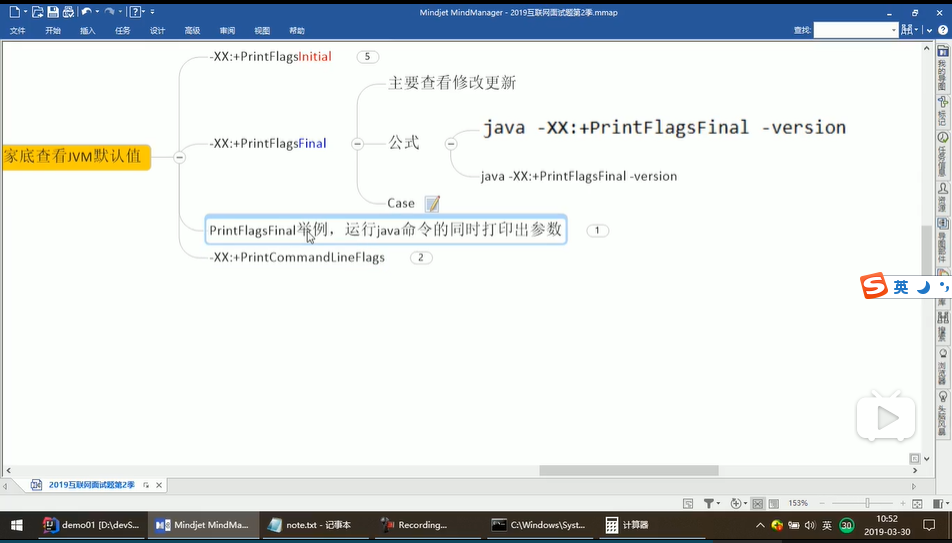 Mindjet MindManager - 2019互联网面试题第2季.mmap
文件 开始 插入 任务 设计 高级 审阅 视图 帮助 查找:
-XX:+PrintFlagsInitial 5
主要查看修改更新
java -XX:+PrintFlagsFinal -version
家底查看JVM默认值 -XX:+PrintFlagsFinal 公式
java -XX:+PrintFlagsFinal -version
Case
PrintFlagsFinal举例，运行java命令的同时打印出参数 1
-XX:+PrintCommandLineFlags 2
英
我的导图
标记
任务信息
资源
导图部件
库
搜索
浏览器
头脑风暴
2019互联网面试题第2季
153%
demo01 [D:\devS... Mindjet MindMa... note.txt - 记事本 Recording... C:\Windows\Syst... 计算器 英 30 10:52
2019-03-30